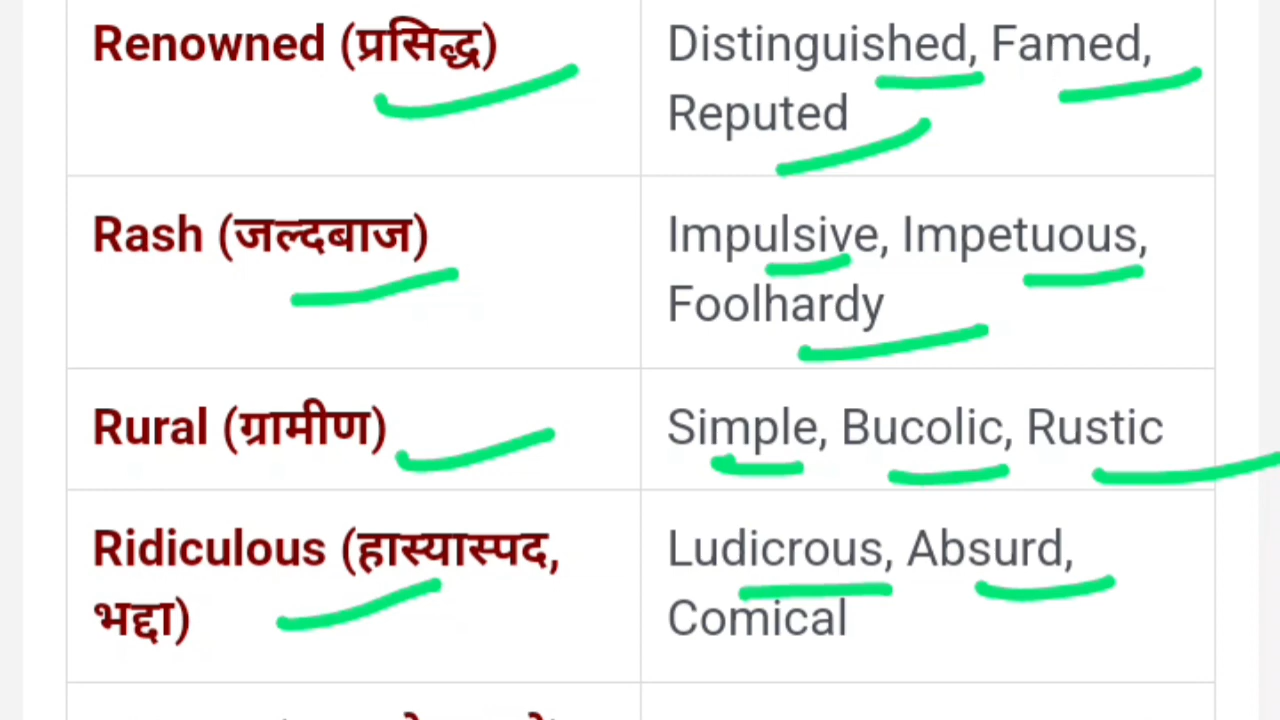 Renowned (प्रसिद्ध)
Distinguished, Famed,
Reputed
Rash (जल्दबाज)
Impulsive, Impetuous,
Foolhardy
Rural (ग्रामीण)
Simple, Bucolic, Rustic
Ridiculous (हास्यास्पद,
भद्दा)
Ludicrous, Absurd,
Comical